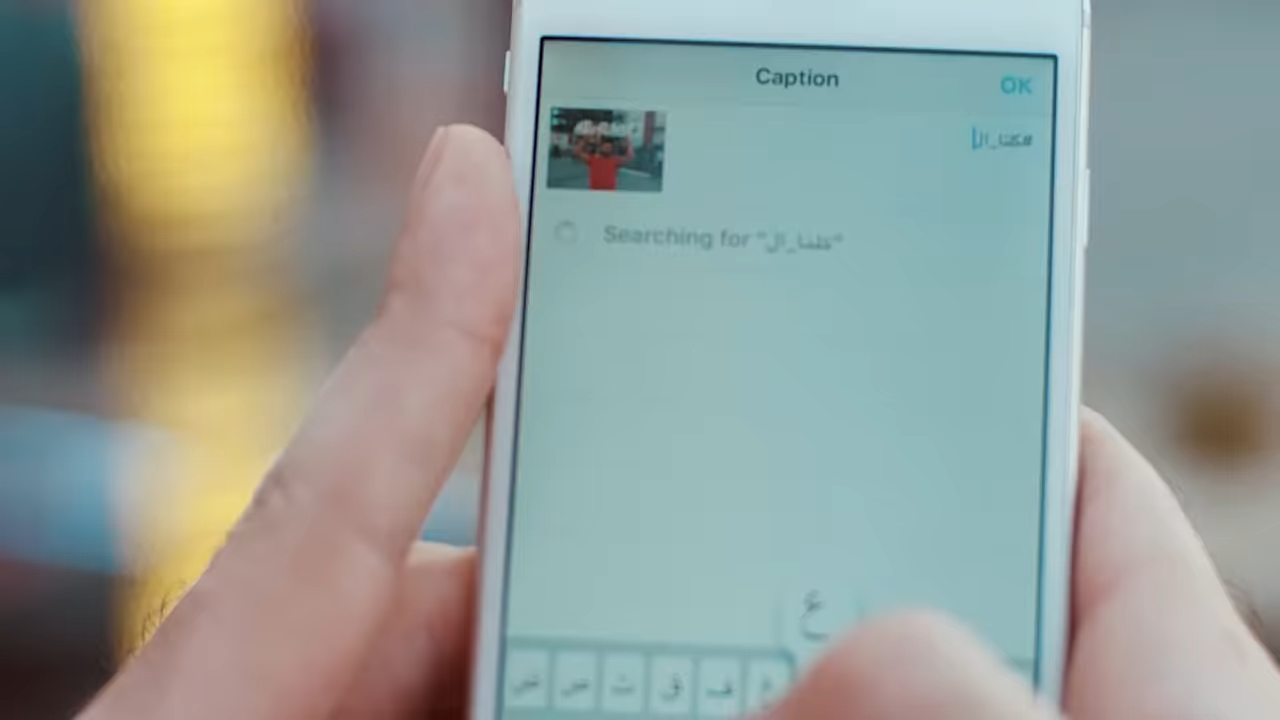 Caption
OK
#كلنا_ال
Searching for "كلنا_ال"
ع
ض ص ث ق ف غ